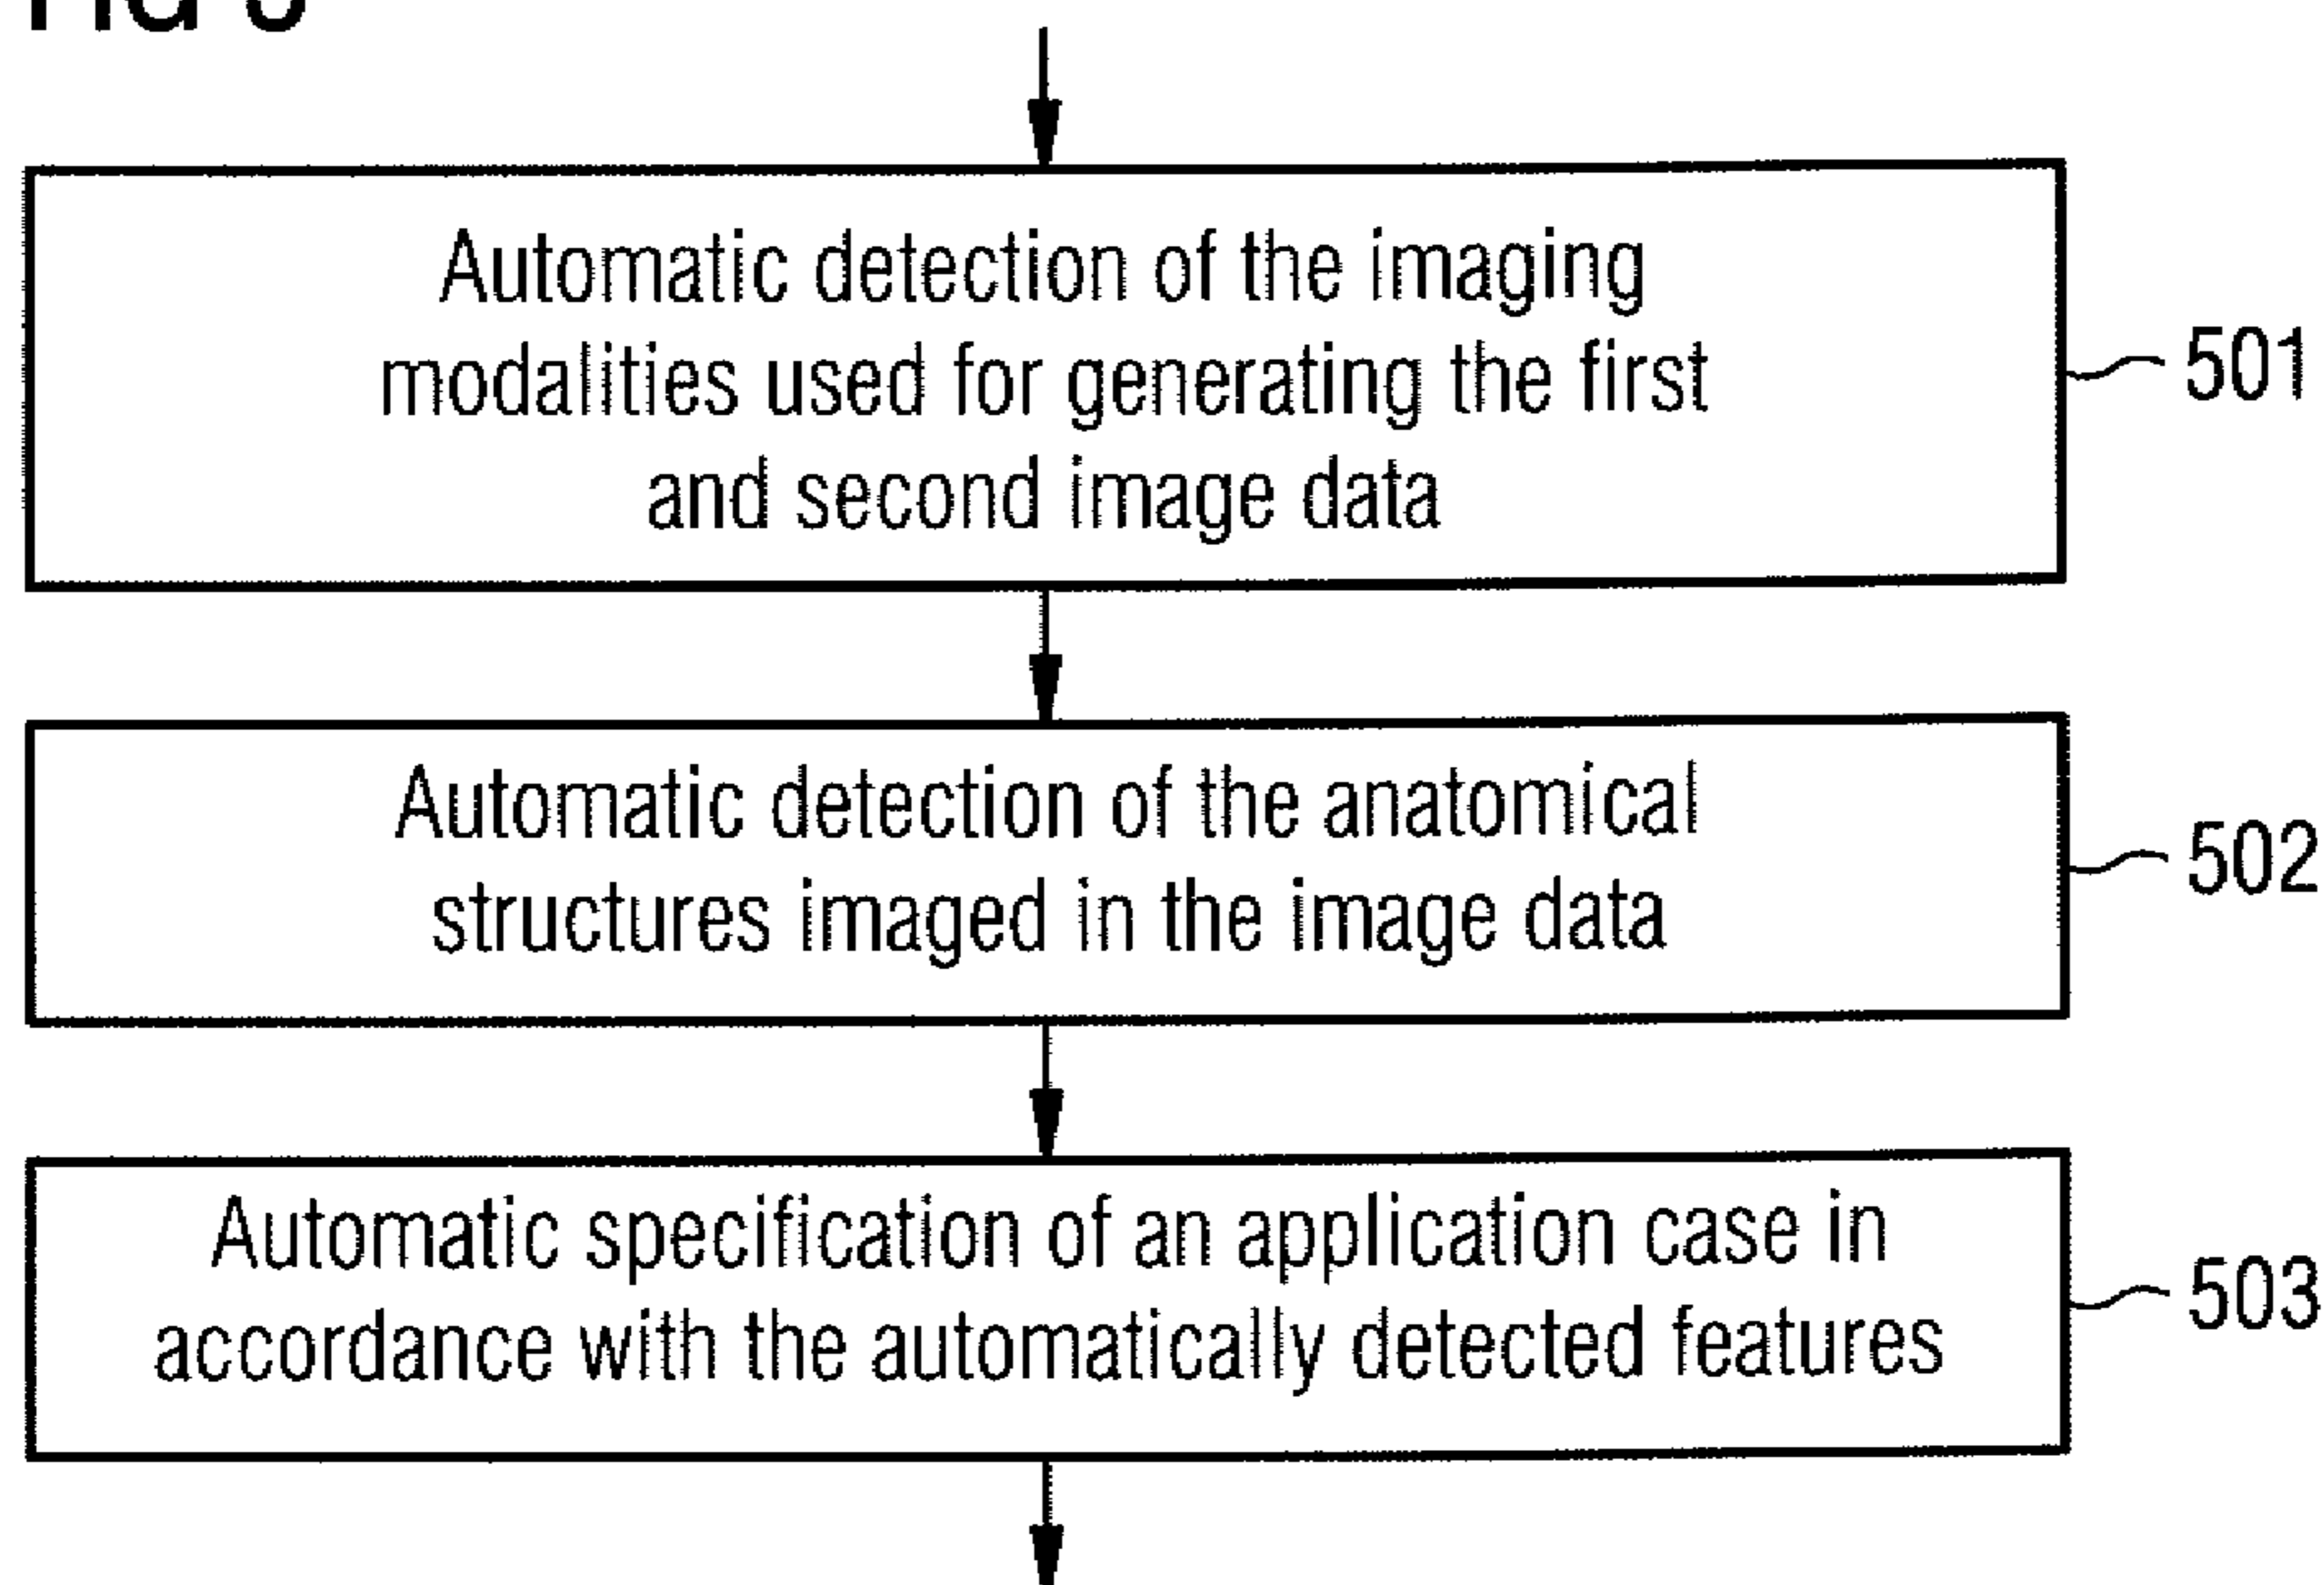 Automatic detection of the imaging
modalities used for generating the first
and second image data
501
Automatic detection of the anatomical
structures imaged in the image data
502
Automatic specification of an application case in
accordance with the automatically detected features
503